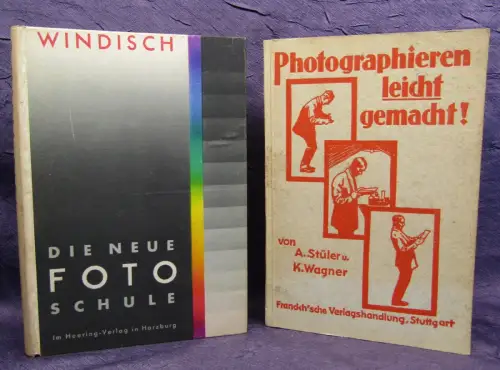 WINDISCH
DIE NEUE
FOTO
SCHULE
Im Heering-Verlag in Harzburg
Photographieren
leicht
gemacht!
von
A. Stüler u.
K. Wagner
Franckh'sche Verlagshandlung, Stuttgart